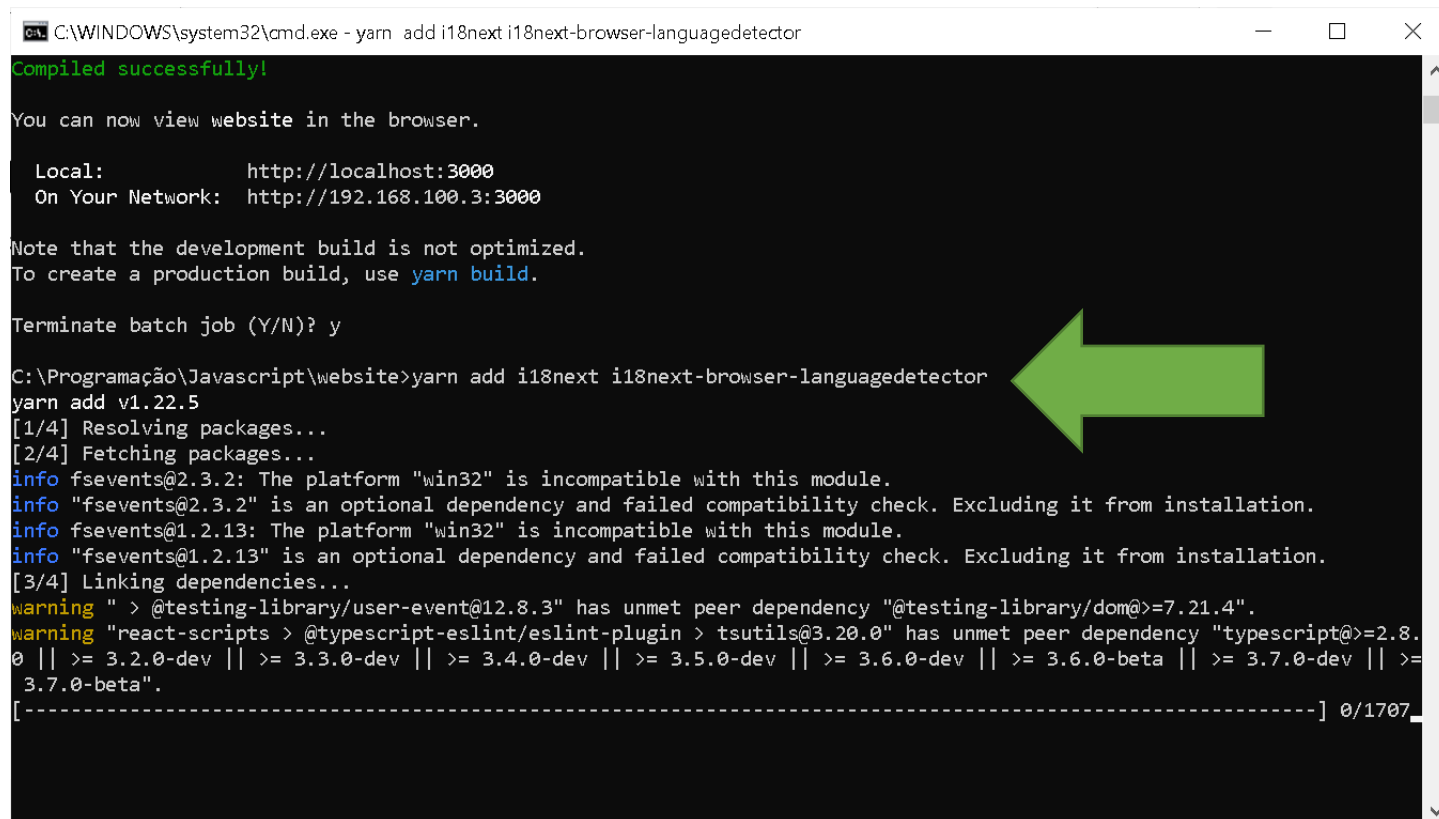 C:\WINDOWS\system32\cmd.exe - yarn  add i18next i18next-browser-languagedetector
Compiled successfully!
You can now view website in the browser.
Local:            http://localhost:3000
On Your Network:  http://192.168.100.3:3000
Note that the development build is not optimized.
To create a production build, use yarn build.
Terminate batch job (Y/N)? y
C:\Programação\Javascript\website>yarn add i18next i18next-browser-languagedetector
yarn add v1.22.5
[1/4] Resolving packages...
[2/4] Fetching packages...
info fsevents@2.3.2: The platform "win32" is incompatible with this module.
info "fsevents@2.3.2" is an optional dependency and failed compatibility check. Excluding it from installation.
info fsevents@1.2.13: The platform "win32" is incompatible with this module.
info "fsevents@1.2.13" is an optional dependency and failed compatibility check. Excluding it from installation.
[3/4] Linking dependencies...
warning " > @testing-library/user-event@12.8.3" has unmet peer dependency "@testing-library/dom@>=7.21.4".
warning "react-scripts > @typescript-eslint/eslint-plugin > tsutils@3.20.0" has unmet peer dependency "typescript@>=2.8.
0 || >= 3.2.0-dev || >= 3.3.0-dev || >= 3.4.0-dev || >= 3.5.0-dev || >= 3.6.0-dev || >= 3.6.0-beta || >= 3.7.0-dev || >=
3.7.0-beta".
[--------------------------------------------------------------------------------------------------------------] 0/1707